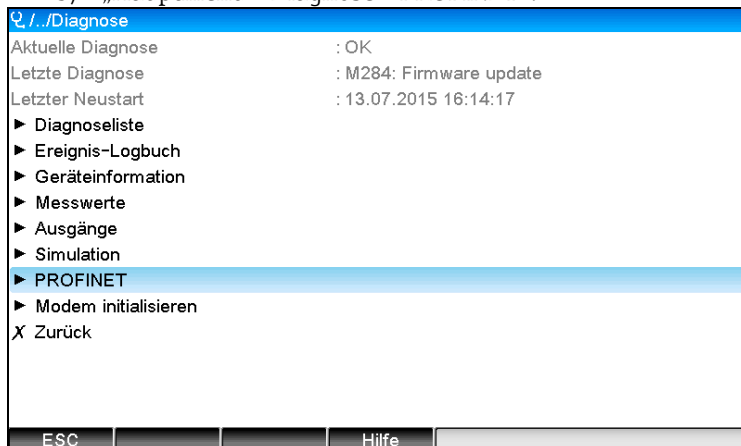 /../Diagnose
Aktuelle Diagnose : OK
Letzte Diagnose : M284: Firmware update
Letzter Neustart : 13.07.2015 16:14:17
► Diagnoseliste
► Ereignis-Logbuch
► Geräteinformation
► Messwerte
► Ausgänge
► Simulation
► PROFINET
► Modem initialisieren
X Zurück
ESC Hilfe